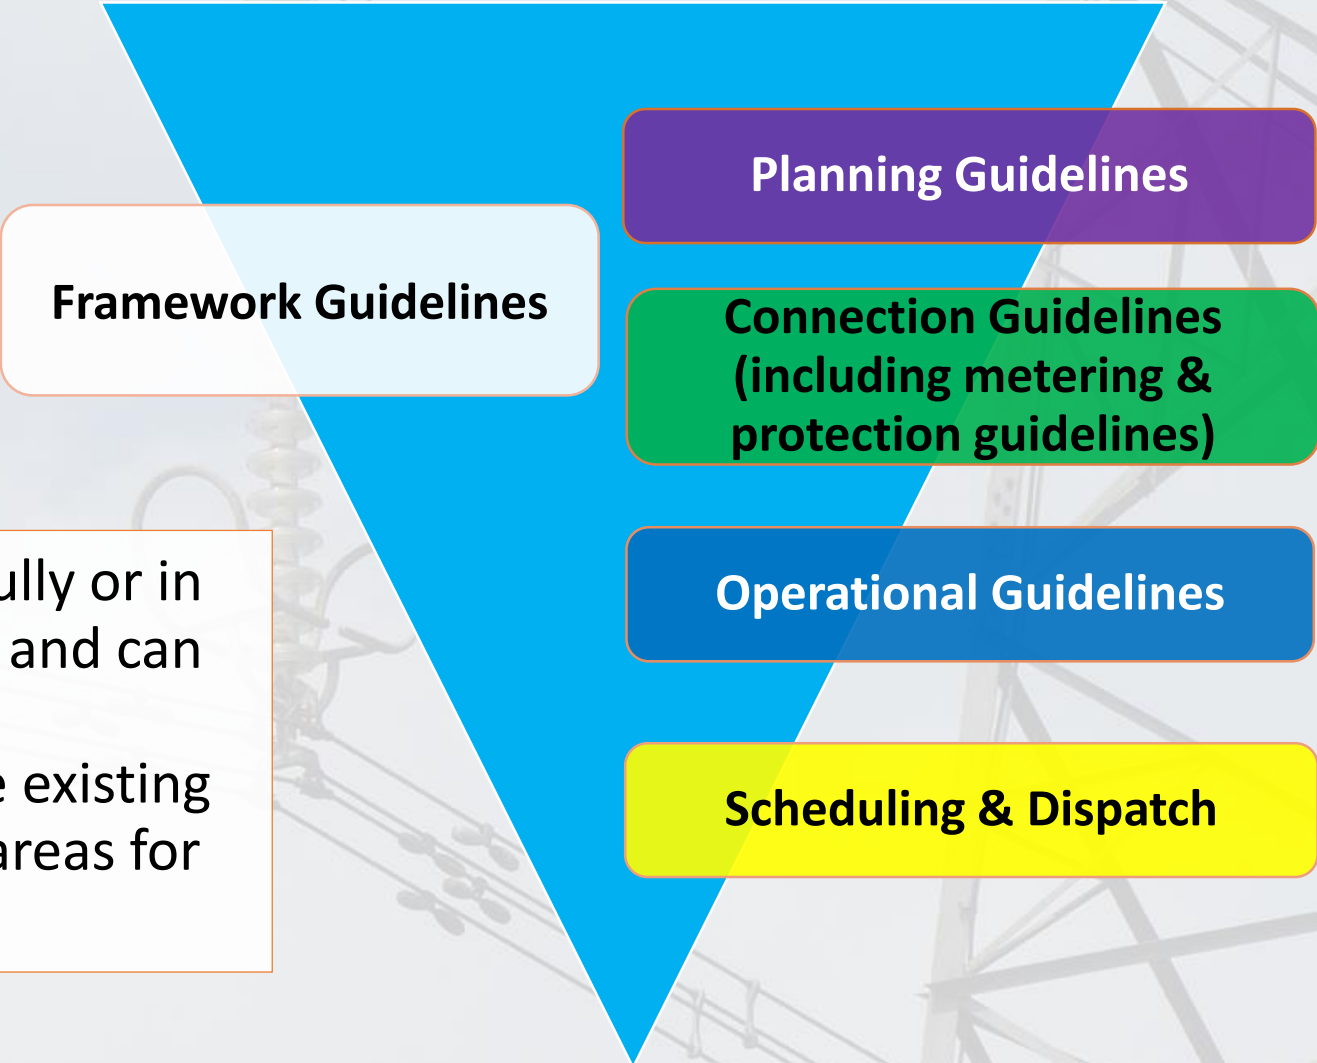 Planning Guidelines
Framework Guidelines
Connection Guidelines
(including metering &
protection guidelines)
or in
and can
existing
areas for
Operational Guidelines
Scheduling & Dispatch